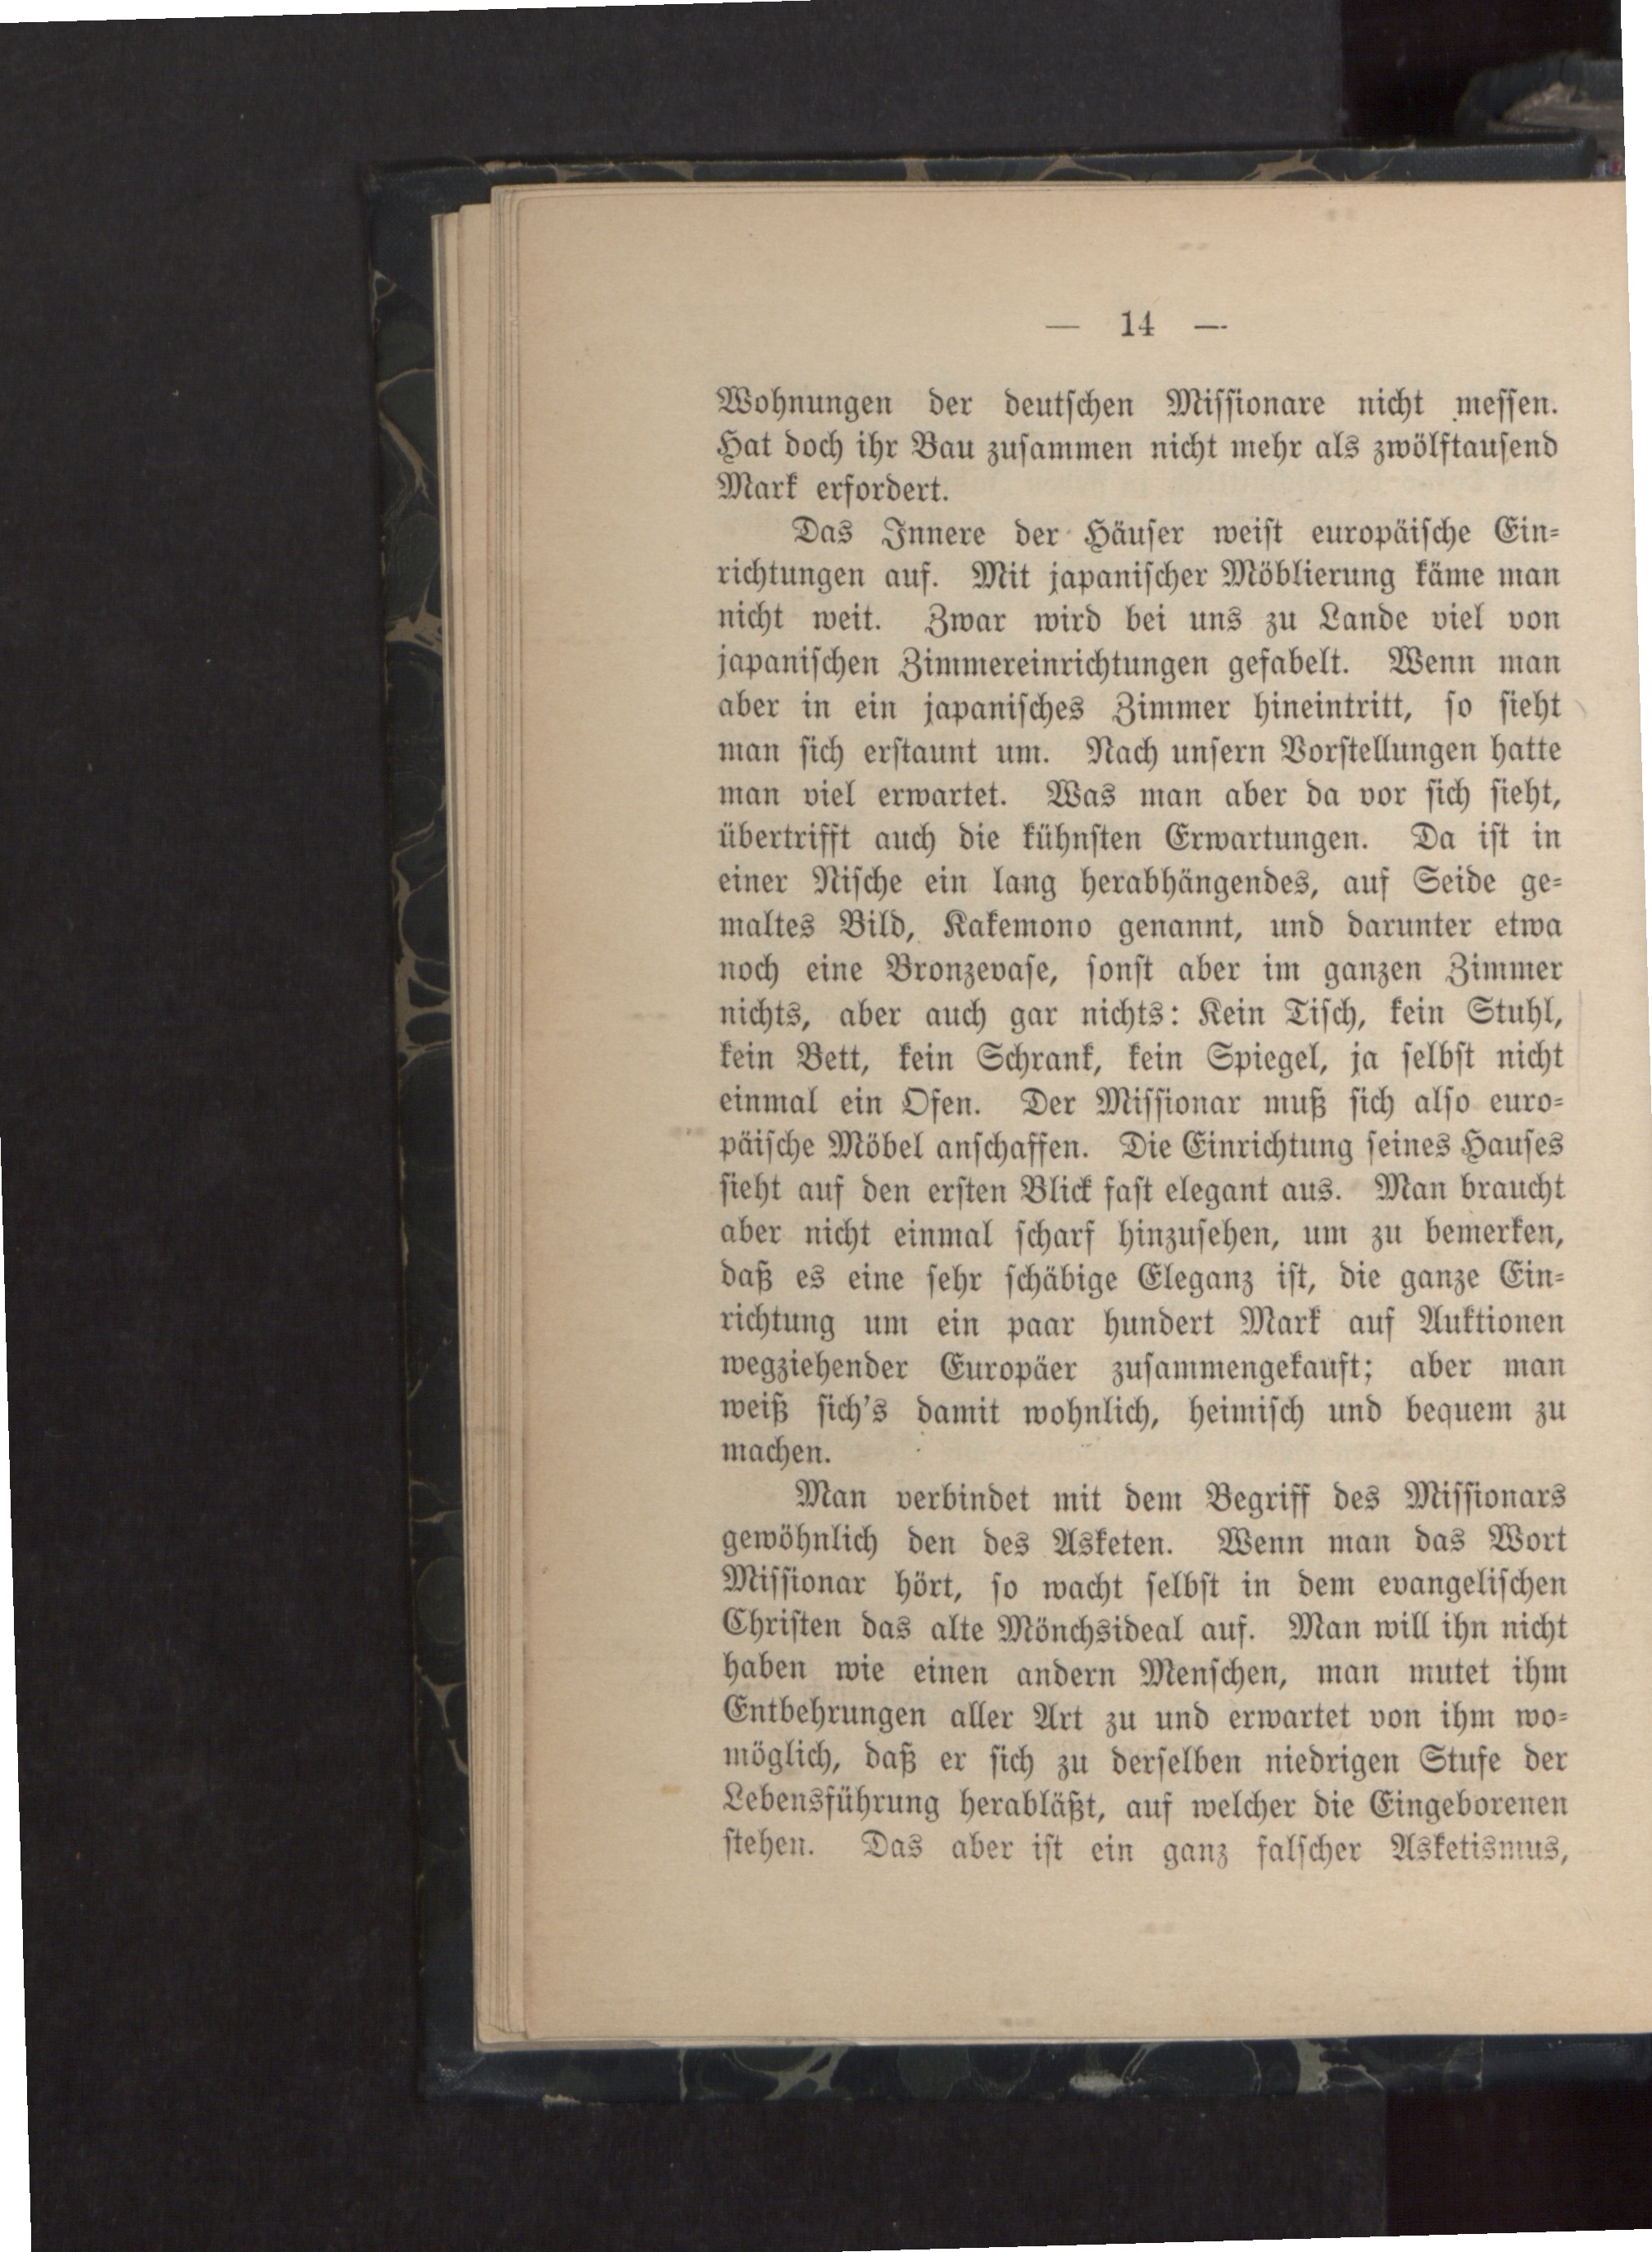 — 14 —
Wohnungen der deutschen Missionare nicht messen.
Hat doch ihr Bau zusammen nicht mehr als zwölftausend
Mark erfordert.
Das Innere der Häuser weist europäische Ein-
richtungen auf. Mit japanischer Möblierung käme man
nicht weit. Zwar wird bei uns zu Lande viel von
japanischen Zimmereinrichtungen gefabelt. Wenn man
aber in ein japanisches Zimmer hineintritt, so sieht
man sich erstaunt um. Nach unsern Vorstellungen hatte
man viel erwartet. Was man aber da vor sich sieht,
übertrifft auch die kühnsten Erwartungen. Da ist in
einer Nische ein lang herabhängendes, auf Seide ge-
maltes Bild, Kakemono genannt, und darunter etwa
noch eine Bronzevase, sonst aber im ganzen Zimmer
nichts, aber auch gar nichts: Kein Tisch, kein Stuhl,
kein Bett, kein Schrank, kein Spiegel, ja selbst nicht
einmal ein Ofen. Der Missionar muß sich also euro-
päische Möbel anschaffen. Die Einrichtung seines Hauses
sieht auf den ersten Blick fast elegant aus. Man braucht
aber nicht einmal scharf hinzusehen, um zu bemerken,
daß es eine sehr schäbige Eleganz ist, die ganze Ein-
richtung um ein paar hundert Mark auf Auktionen
wegziehender Europäer zusammengekauft; aber man
weiß sich's damit wohnlich, heimisch und bequem zu
machen.
Man verbindet mit dem Begriff des Missionars
gewöhnlich den des Asketen. Wenn man das Wort
Missionar hört, so wacht selbst in dem evangelischen
Christen das alte Mönchsideal auf. Man will ihn nicht
haben wie einen andern Menschen, man mutet ihm
Entbehrungen aller Art zu und erwartet von ihm wo-
möglich, daß er sich zu derselben niedrigen Stufe der
Lebensführung herabläßt, auf welcher die Eingeborenen
stehen. Das aber ist ein ganz falscher Asketismus,